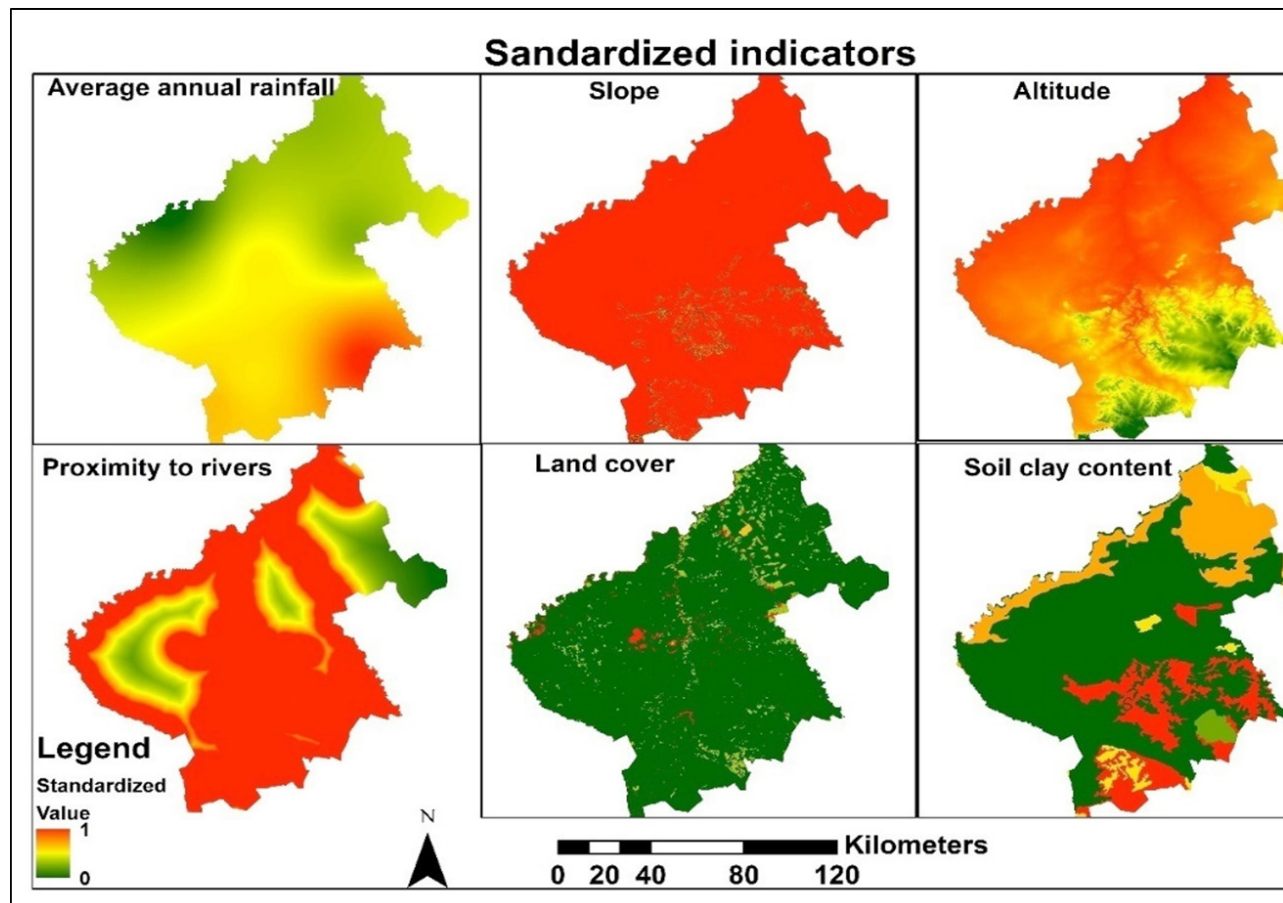 Sandardized indicators
Average annual rainfall
Slope
Altitude
Proximity to rivers
Land cover
Soil clay content
Legend
Standardized
Value
1
0
N
Kilometers
0 20 40 80 120